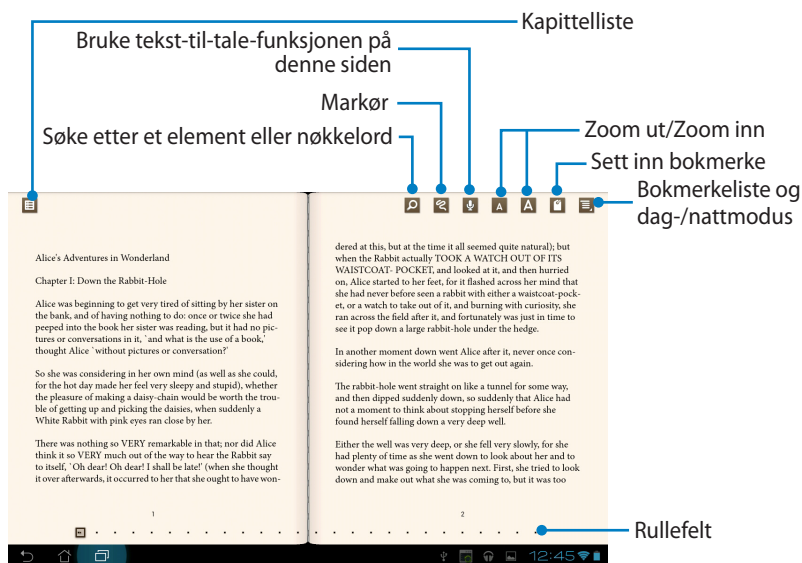 Kapittelliste
Bruke tekst-til-tale-funksjonen på
denne siden
Markør
Søke etter et element eller nøkkelord
Zoom ut/Zoom inn
Sett inn bokmerke
Bokmerkeliste og
dag-/nattmodus
A
A
Alice's Adventures in Wonderland
Chapter I: Down the Rabbit-Hole
Alice was beginning to get very tired of sitting by her sister on
the bank, and of having nothing to do: once or twice she had
peeped into the book her sister was reading, but it had no pic-
tures or conversations in it, `and what is the use of a book,'
thought Alice `without pictures or conversation?'
So she was considering in her own mind (as well as she could,
for the hot day made her feel very sleepy and stupid), whether
the pleasure of making a daisy-chain would be worth the trou-
ble of getting up and picking the daisies, when suddenly a
White Rabbit with pink eyes ran close by her.
There was nothing so VERY remarkable in that; nor did Alice
think it so VERY much out of the way to hear the Rabbit say
to itself, `Oh dear! Oh dear! I shall be late!' (when she thought
it over afterwards, it occurred to her that she ought to have won-
1
dered at this, but at the time it all seemed quite natural); but
when the Rabbit actually TOOK A WATCH OUT OF ITS
WAISTCOAT- POCKET, and looked at it, and then hurried
on, Alice started to her feet, for it flashed across her mind that
she had never before seen a rabbit with either a waistcoat-pock-
et, or a watch to take out of it, and burning with curiosity, she
ran across the field after it, and fortunately was just in time to
see it pop down a large rabbit-hole under the hedge.
In another moment down went Alice after it, never once con-
sidering how in the world she was to get out again.
The rabbit-hole went straight on like a tunnel for some way,
and then dipped suddenly down, so suddenly that Alice had
not a moment to think about stopping herself before she
found herself falling down a very deep well.
Either the well was very deep, or she fell very slowly, for she
had plenty of time as she went down to look about her and to
wonder what was going to happen next. First, she tried to look
down and make out what she was coming to, but it was too
2
Rullefelt
12:45